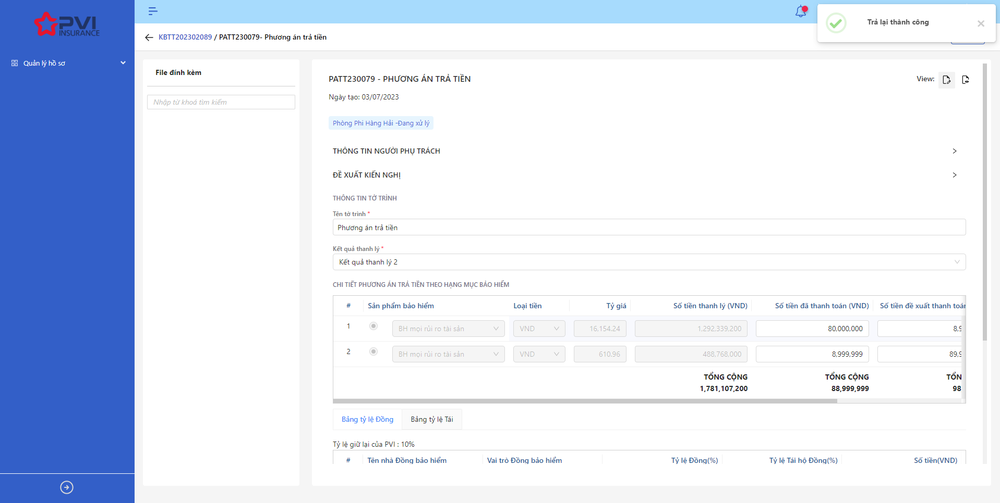 PVI
INSURANCE
Quản lý hồ sơ
Trả lại thành công
KBTT202302089 / PATT230079- Phương án trả tiền
File đính kèm
Nhập từ khoá tìm kiếm
PATT230079 - PHƯƠNG ÁN TRẢ TIỀN
View:
Ngày tạo: 03/07/2023
Phòng Phi Hàng Hải -Đang xử lý
THÔNG TIN NGƯỜI PHỤ TRÁCH
ĐỀ XUẤT KIẾN NGHỊ
THÔNG TIN TỜ TRÌNH
Tên tờ trình *
Phương án trả tiền
Kết quả thanh lý *
Kết quả thanh lý 2
CHI TIẾT PHƯƠNG ÁN TRẢ TIỀN THEO HẠNG MỤC BẢO HIỂM
# Sản phẩm bảo hiểm Loại tiền Tỷ giá Số tiền thanh lý (VND) Số tiền đã thanh toán (VND) Số tiền đề xuất thanh toán
1 BH mọi rủi ro tài sản VND 16,154.24 1,292,339,200 80,000,000 8,9
2 BH mọi rủi ro tài sản VND 610.96 488,768,000 8,999,999 89,9
TỔNG CỘNG TỔNG CỘNG TỔN
1,781,107,200 88,999,999 98
Bảng tỷ lệ Đồng Bảng tỷ lệ Tái
Tỷ lệ giữ lại của PVI : 10%
# Tên nhà Đồng bảo hiểm Vai trò Đồng bảo hiểm Tỷ lệ Đồng(%) Tỷ lệ Tái hộ Đồng(%) Số tiền(VND)